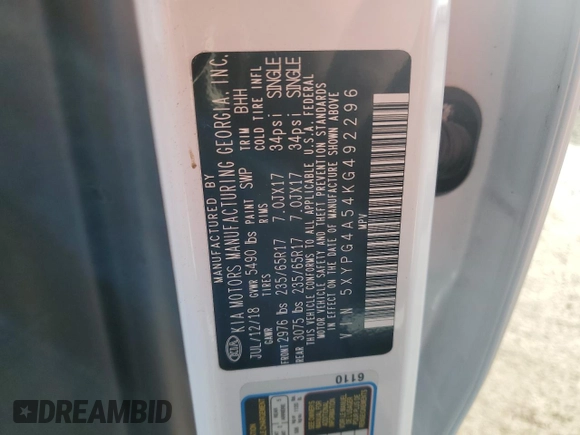 MANUFACTURED BY
KIA KIA MOTORS MANUFACTURING GEORGIA, INC.
JUL/12/18 GVWR 5490 lbs PAINT SWP TRIM BHH
GAWR TIRES RIMS COLD TIRE INFL
FRONT 2976 lbs 235/65R17 7.0JX17 34psi SINGLE
REAR 3075 lbs 235/65R17 7.0JX17 34psi SINGLE
THIS VEHICLE CONFORMS TO ALL APPLICABLE U.S.A. FEDERAL
MOTOR VEHICLE SAFETY AND THEFT PREVENTION STANDARDS
IN EFFECT ON THE DATE OF MANUFACTURE SHOWN ABOVE
V.I.N 5XYPG4A54KG492296
MPV
6110
DREAMBID